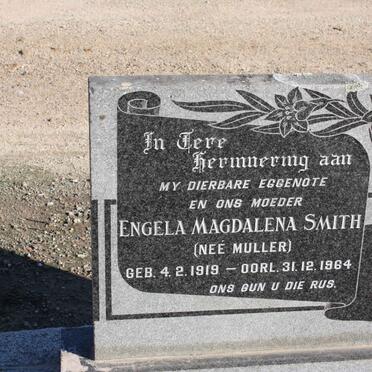 In Tere
Herinnering aan
MY DIERBARE EGGENOTE
EN ONS MOEDER
ENGELA MAGDALENA SMITH
(NEE MULLER)
GEB. 4.2.1919 — OORL. 31.12.1964
ONS GUN U DIE RUS.